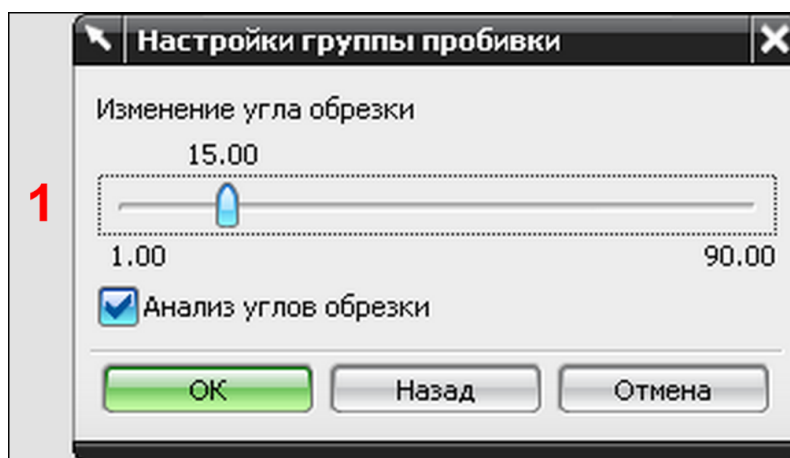 Настройки группы пробивки
Изменение угла обрезки
15.00
1
1.00 90.00
Анализ углов обрезки
ОК Назад Отмена